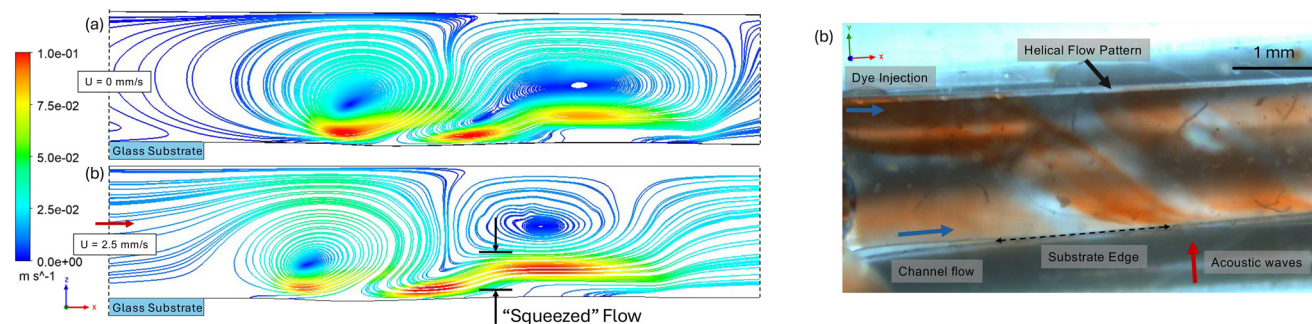 (a)
1.0e-01
U = 0 mm/s
7.5e-02
5.0e-02
Glass Substrate
(b)
2.5e-02
U = 2.5 mm/s
0.0e+00
m s^-1
z
x
Glass Substrate
"Squeezed" Flow
(b)
Y
x
Helical Flow Pattern
1 mm
Dye Injection
Channel flow
Substrate Edge
Acoustic waves